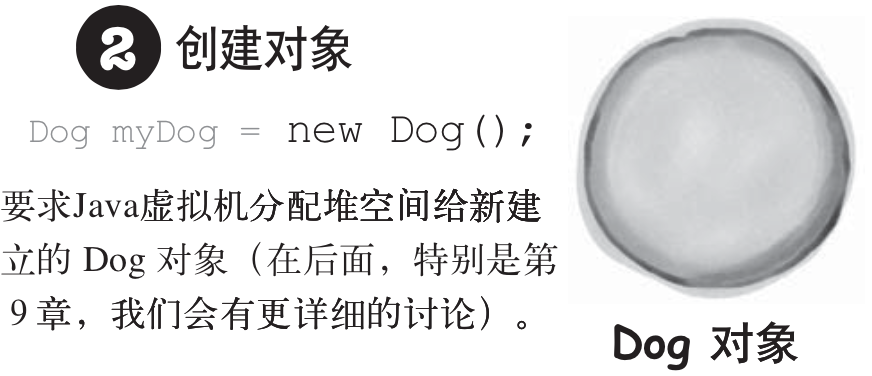 2 创建对象
Dog myDog = new Dog();
要求Java虚拟机分配堆空间给新建
立的 Dog 对象（在后面，特别是第
9 章，我们会有更详细的讨论）。
Dog 对象